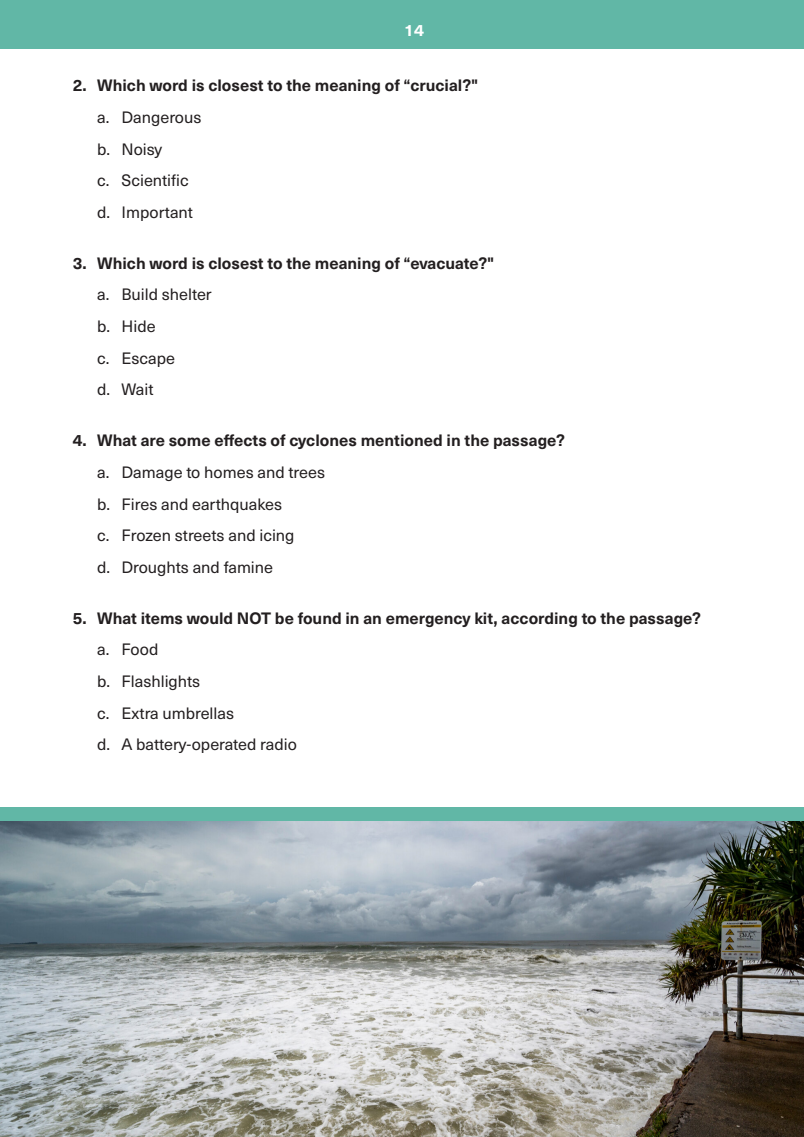 14
2. Which word is closest to the meaning of “crucial?"
a. Dangerous
b. Noisy
c. Scientific
d. Important
3. Which word is closest to the meaning of “evacuate?"
a. Build shelter
b. Hide
c. Escape
d. Wait
4. What are some effects of cyclones mentioned in the passage?
a. Damage to homes and trees
b. Fires and earthquakes
c. Frozen streets and icing
d. Droughts and famine
5. What items would NOT be found in an emergency kit, according to the passage?
a. Food
b. Flashlights
c. Extra umbrellas
d. A battery-operated radio